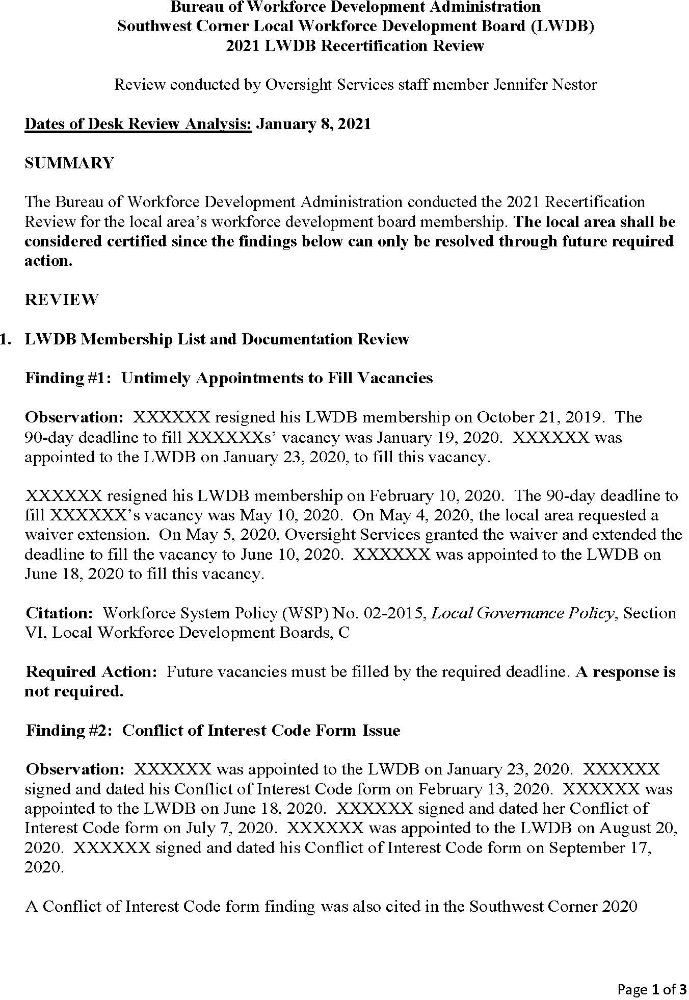 Bureau of Workforce Development Administration
Southwest Corner Local Workforce Development Board (LWDB)
2021 LWDB Recertification Review
Review conducted by Oversight Services staff member Jennifer Nestor
Dates of Desk Review Analysis: January 8, 2021
SUMMARY
The Bureau of Workforce Development Administration conducted the 2021 Recertification
Review for the local area’s workforce development board membership. The local area shall be
considered certified since the findings below can only be resolved through future required
action.
REVIEW
1. LWDB Membership List and Documentation Review
Finding #1: Untimely Appointments to Fill Vacancies
Observation: XXXXXX resigned his LWDB membership on October 21, 2019. The
90-day deadline to fill XXXXXXs’ vacancy was January 19, 2020. XXXXXX was
appointed to the LWDB on January 23, 2020, to fill this vacancy.
XXXXXX resigned his LWDB membership on February 10, 2020. The 90-day deadline to
fill XXXXXX’s vacancy was May 10, 2020. On May 4, 2020, the local area requested a
waiver extension. On May 5, 2020, Oversight Services granted the waiver and extended the
deadline to fill the vacancy to June 10, 2020. XXXXXX was appointed to the LWDB on
June 18, 2020 to fill this vacancy.
Citation: Workforce System Policy (WSP) No. 02-2015, Local Governance Policy, Section
VI, Local Workforce Development Boards, C
Required Action: Future vacancies must be filled by the required deadline. A response is
not required.
Finding #2: Conflict of Interest Code Form Issue
Observation: XXXXXX was appointed to the LWDB on January 23, 2020. XXXXXX
signed and dated his Conflict of Interest Code form on February 13, 2020. XXXXXX was
appointed to the LWDB on June 18, 2020. XXXXXX signed and dated her Conflict of
Interest Code form on July 7, 2020. XXXXXX was appointed to the LWDB on August 20,
2020. XXXXXX signed and dated his Conflict of Interest Code form on September 17,
2020.
A Conflict of Interest Code form finding was also cited in the Southwest Corner 2020
Page 1 of 3